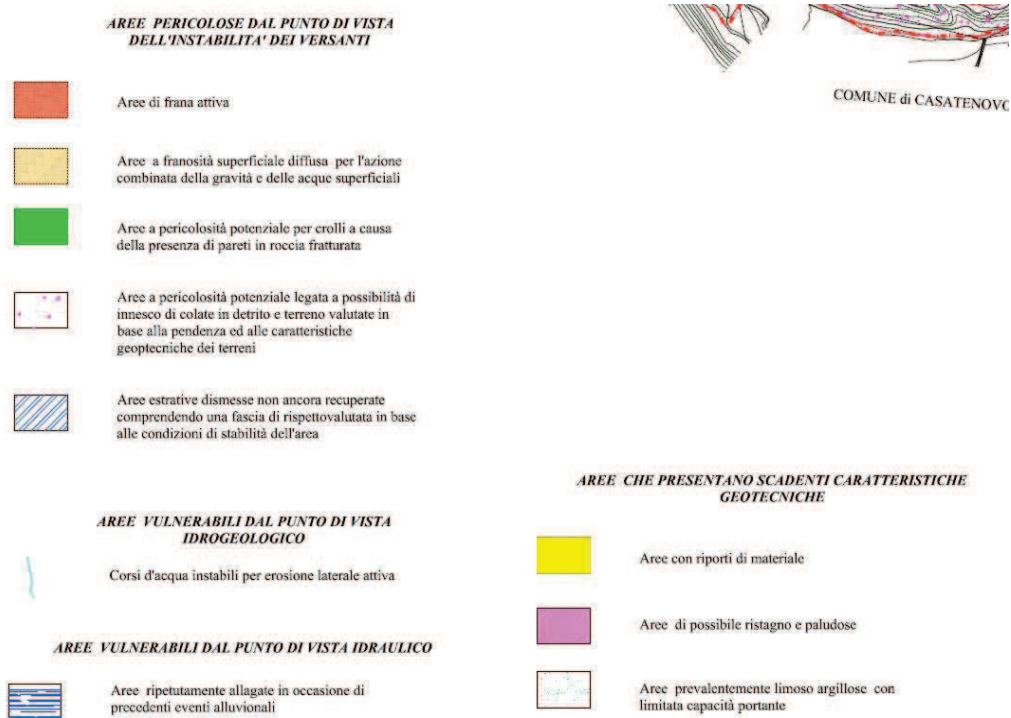 AREE PERICOLOSE DAL PUNTO DI VISTA
DELL'INSTABILITA' DEI VERSANTI
Aree di frana attiva
Aree a franosità superficiale diffusa per l'azione
combinata della gravità e delle acque superficiali
Aree a pericolosità potenziale per crolli a causa
della presenza di pareti in roccia fratturata
Aree a pericolosità potenziale legata a possibilità di
innesco di colate in detrito e terreno valutate in
base alla pendenza ed alle caratteristiche
geoptecniche dei terreni
Aree estrative dismesse non ancora recuperate
comprendendo una fascia di rispettovalutata in base
alle condizioni di stabilità dell'area
AREE VULNERABILI DAL PUNTO DI VISTA
IDROGEOLOGICO
Corsi d'acqua instabili per erosione laterale attiva
AREE VULNERABILI DAL PUNTO DI VISTA IDRAULICO
Aree ripetutamente allagate in occasione di
precedenti eventi alluvionali
COMUNE di CASATENOVO
AREE CHE PRESENTANO SCADENTI CARATTERISTICHE
GEOTECNICHE
Aree con riporti di materiale
Aree di possibile ristagno e paludose
Aree prevalentemente limoso argillose con
limitata capacità portante